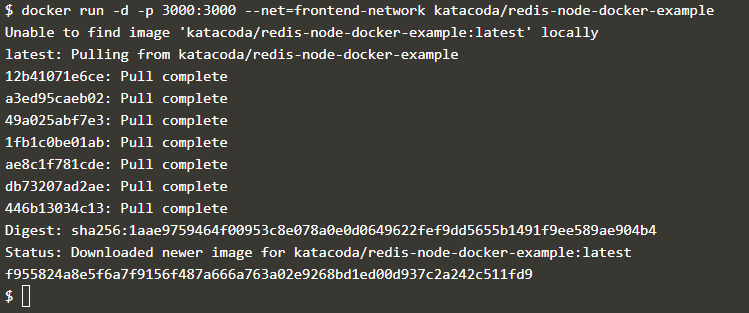 $ docker run -d -p 3000:3000 --net=frontend-network katacoda/redis-node-docker-example
Unable to find image 'katacoda/redis-node-docker-example:latest' locally
latest: Pulling from katacoda/redis-node-docker-example
12b41071e6ce: Pull complete
a3ed95caeb02: Pull complete
49a025abf7e3: Pull complete
1fb1c0be01ab: Pull complete
ae8c1f781cde: Pull complete
db73207ad2ae: Pull complete
446b13034c13: Pull complete
Digest: sha256:1aae9759464f00953c8e078a0e0d0649622fef9dd5655b1491f9ee589ae904b4
Status: Downloaded newer image for katacoda/redis-node-docker-example:latest
f955824a8e5f6a7f9156f487a666a763a02e9268bd1ed00d937c2a242c511fd9
$